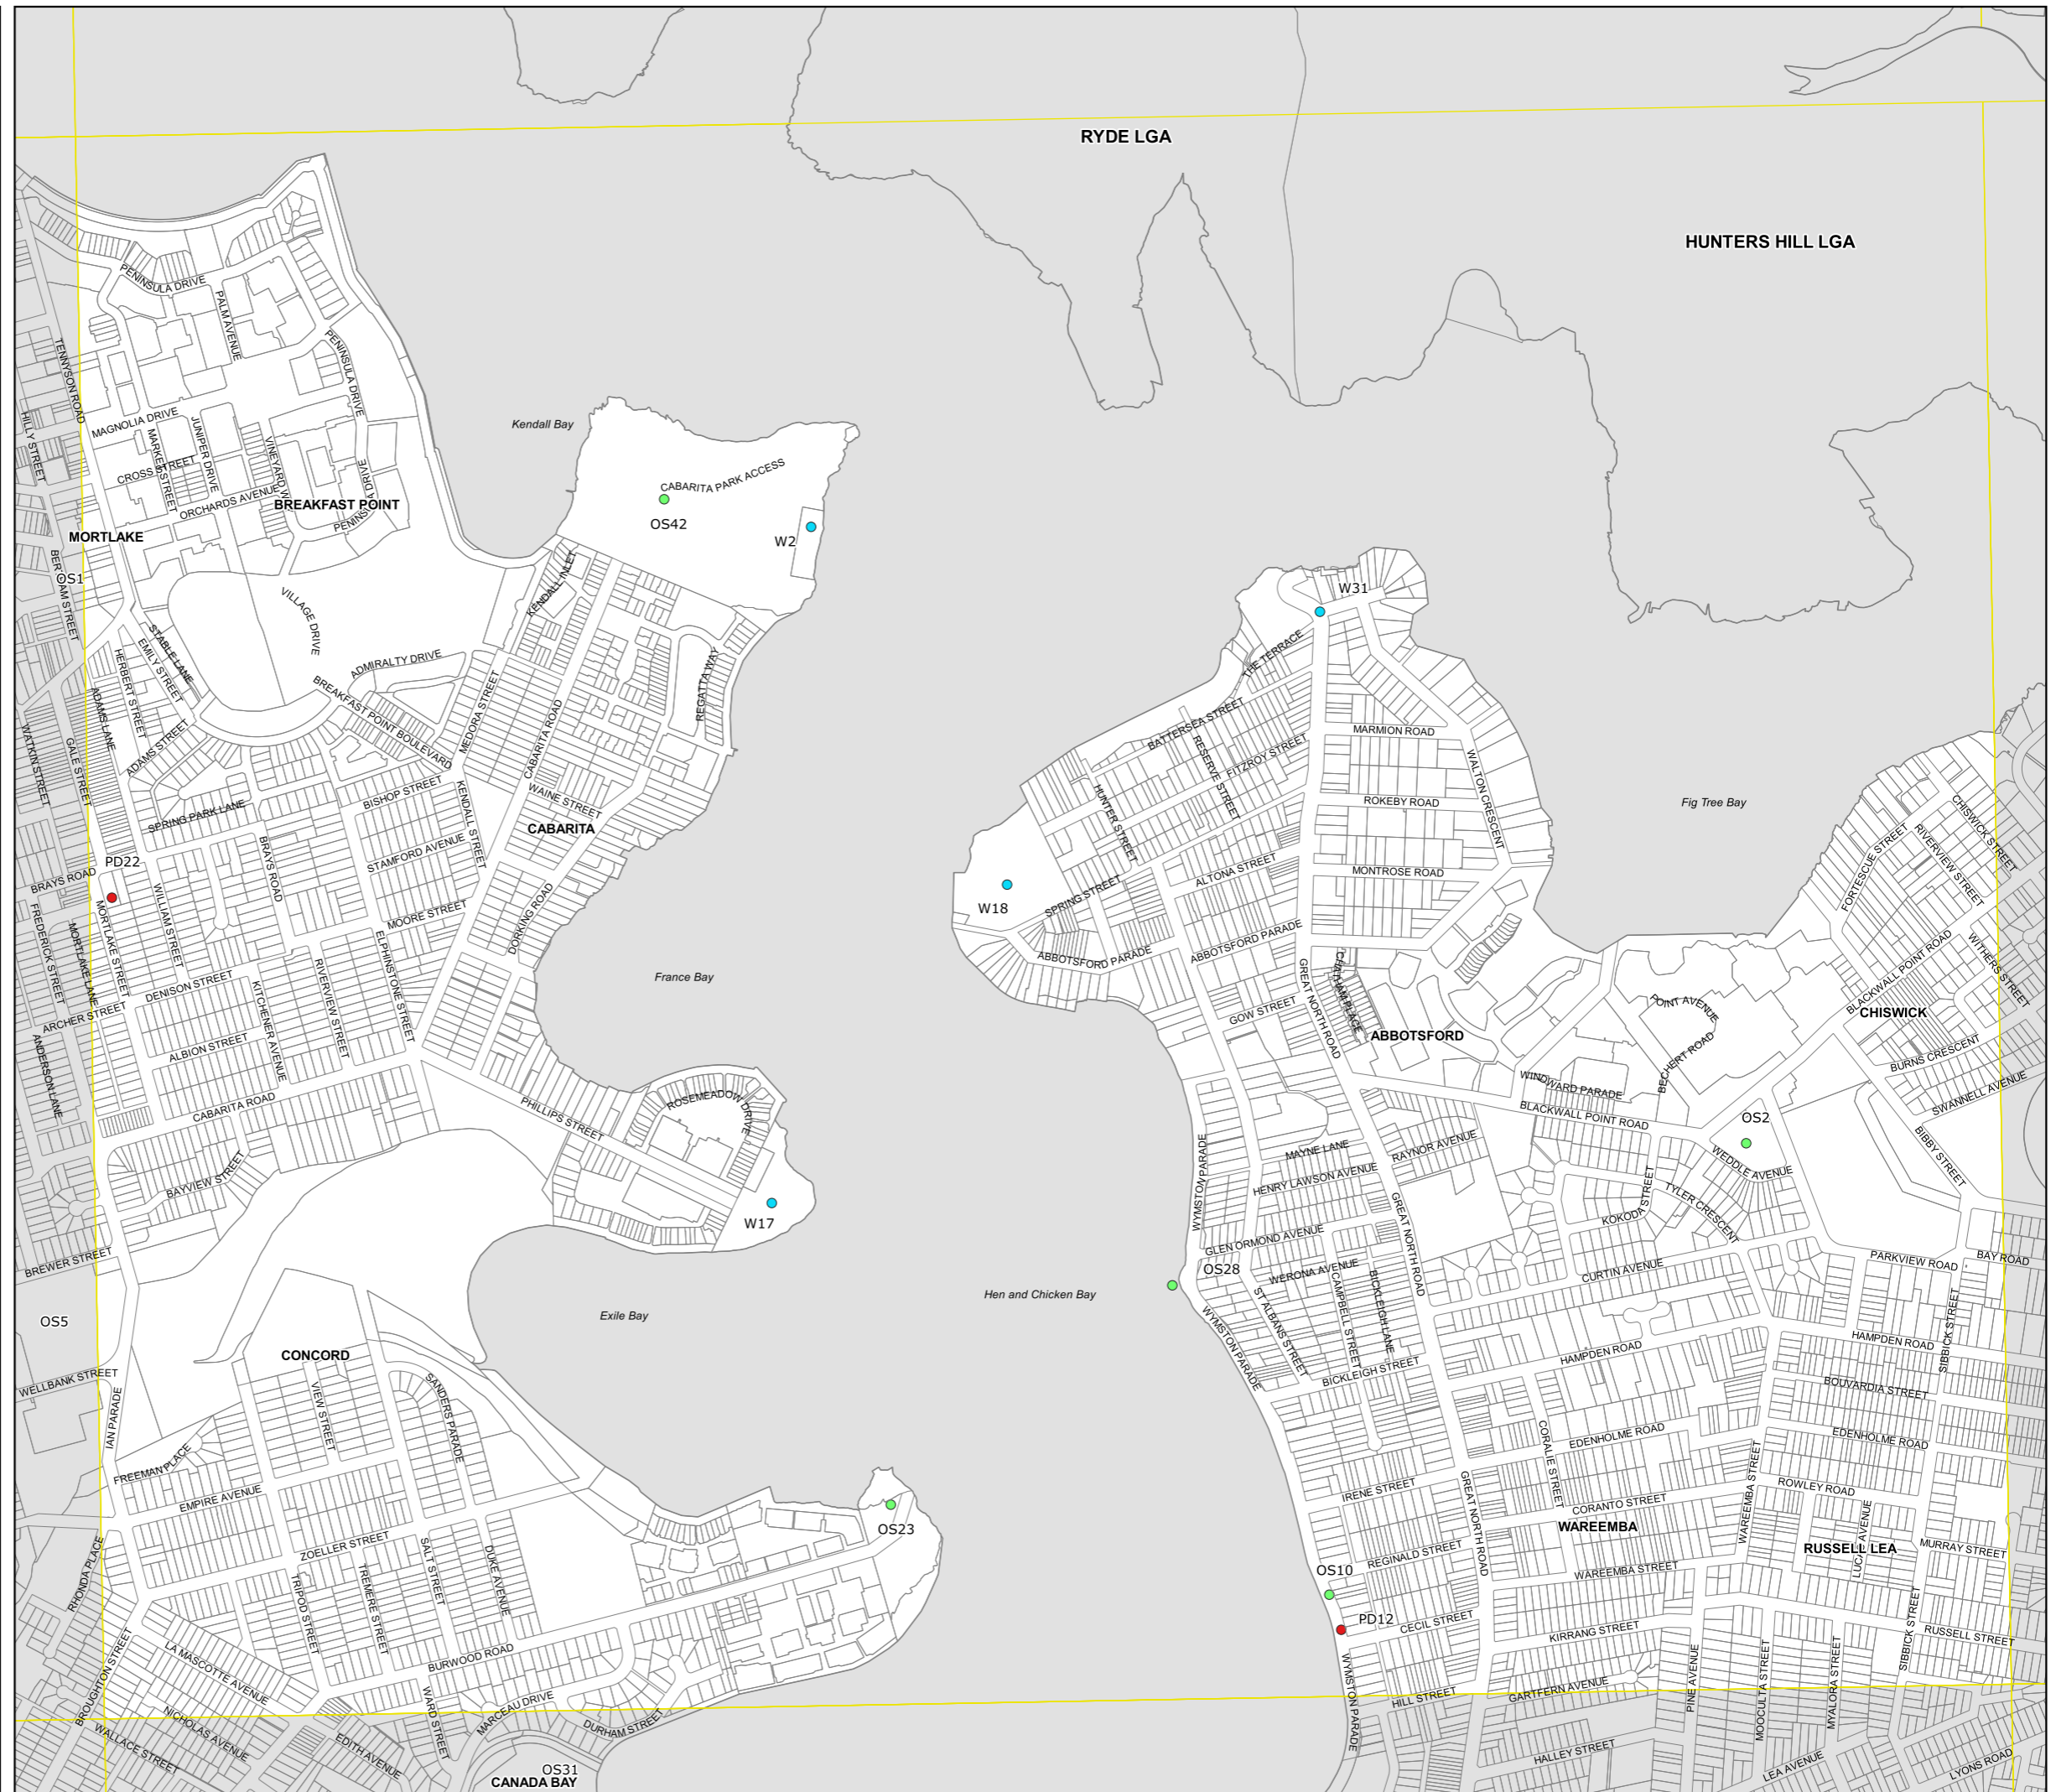 RYDE LGA
HUNTERS HILL LGA
PENINSULA DRIVE
PALM AVENUE
TENNYSON ROAD
PENINSULA DRIVE
HILLY STREET
MAGNOLIA DRIVE
MARKET STREET
JUNIPER DRIVE
CROSS STREET
VINEYARD W
ORCHARDS AVENUE
PENINSULA DRIVE
BREAKFAST POINT
Kendall Bay
CABARITA PARK ACCESS
OS42
W2
MORTLAKE
OS1
BERTRAM STREET
KENDALL INLET
VILLAGE DRIVE
STABLE LANE
EMILY STREET
HERBERT STREET
ADMIRALTY DRIVE
BREAKFAST POINT BOULEVARD
MEDORA STREET
REGATTA WAY
CABARITA ROAD
ADAMS LANE
ADAMS STREET
GALE STREET
WATKIN STREET
BISHOP STREET
KENDALL STREET
WAINE STREET
SPRING PARK LANE
CABARITA
BRAYS ROAD
STAMFORD AVENUE
PD22
BRAYS ROAD
WILLIAM STREET
MOORE STREET
DORKING ROAD
FREDERICK STREET
MORTLAKE LANE
MORTLAKE STREET
ELPHINSTONE STREET
DENISON STREET
KITCHENER AVENUE
RIVERVIEW STREET
ARCHER STREET
ANDERSON LANE
ALBION STREET
CABARITA ROAD
France Bay
PHILLIPS STREET
ROSEMEADOW DRIVE
BAYVIEW STREET
W17
BREWER STREET
OS5
Exile Bay
Hen and Chicken Bay
CONCORD
WELLBANK STREET
IAN PARADE
VIEW STREET
SANDERS PARADE
FREEMAN PLACE
EMPIRE AVENUE
ZOELLER STREET
RHONDA PLACE
TRIPOD STREET
TREMERE STREET
SALT STREET
DUKE AVENUE
OS23
BURWOOD ROAD
LA MASCOTTE AVENUE
BROUGHTON STREET
NICHOLAS AVENUE
WALLACE STREET
EDITH AVENUE
WARD STREET
MARCEAU DRIVE
DURHAM STREET
OS31
CANADA BAY
W31
THE TERRACE
BATTERSEA STREET
RESERVE STREET
FITZROY STREET
MARMION ROAD
WALTON CRESCENT
ROKEBY ROAD
Fig Tree Bay
HUNTER STREET
ALTONA STREET
MONTROSE ROAD
W18
SPRING STREET
ABBOTSFORD PARADE
ABBOTSFORD PARADE
GREAT NORTH ROAD
CHATHAM PLACE
GOW STREET
ABBOTSFORD
CHISWICK STREET
RIVERVIEW STREET
FORTESCUE STREET
WITHERS STREET
BLACKWALL POINT ROAD
POINT AVENUE
CHISWICK
BECHERT ROAD
BURNS CRESCENT
SWANNELL AVENUE
WINDWARD PARADE
BLACKWALL POINT ROAD
OS2
BIBBY STREET
WYMSTON PARADE
MAYNE LANE
RAYNOR AVENUE
HENRY LAWSON AVENUE
WEDDLE AVENUE
TYLER CRESCENT
KOKODA STREET
GREAT NORTH ROAD
GLEN ORMOND AVENUE
OS28
WERONA AVENUE
CURTIN AVENUE
PARKVIEW ROAD
BAY ROAD
WYMSTON PARADE
ST ALBANS STREET
CAMPBELL STREET
BICKLEIGH LANE
BICKLEIGH STREET
HAMPDEN ROAD
HAMPDEN ROAD
SIBBICK STREET
BOUVARDIA STREET
CORALIE STREET
EDENHOLME ROAD
EDENHOLME ROAD
WAREEMBA STREET
IRENE STREET
GREAT NORTH ROAD
ROWLEY ROAD
CORANTO STREET
WAREEMBA
LUCAS AVENUE
MURRAY STREET
RUSSELL LEA
REGINALD STREET
WAREEMBA STREET
OS10
PD12
CECIL STREET
KIRRANG STREET
SIBBICK STREET
RUSSELL STREET
WYMSTON PARADE
HILL STREET
GARTFERN AVENUE
PINE AVENUE
MOOCULTA STREET
MYALORA STREET
HALLEY STREET
LEA AVENUE
LYONS ROAD